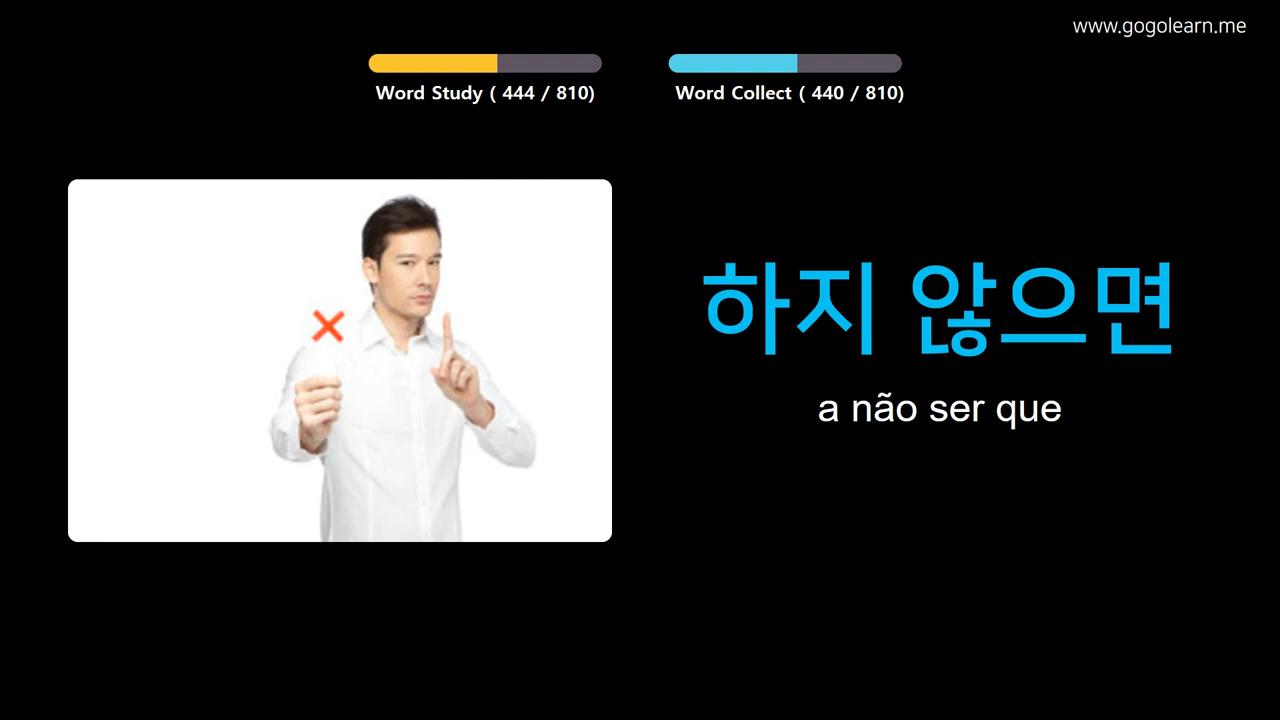 www.gogolearn.me
Word Study ( 444 / 810)
Word Collect ( 440 / 810)
하지 않으면
a não ser que